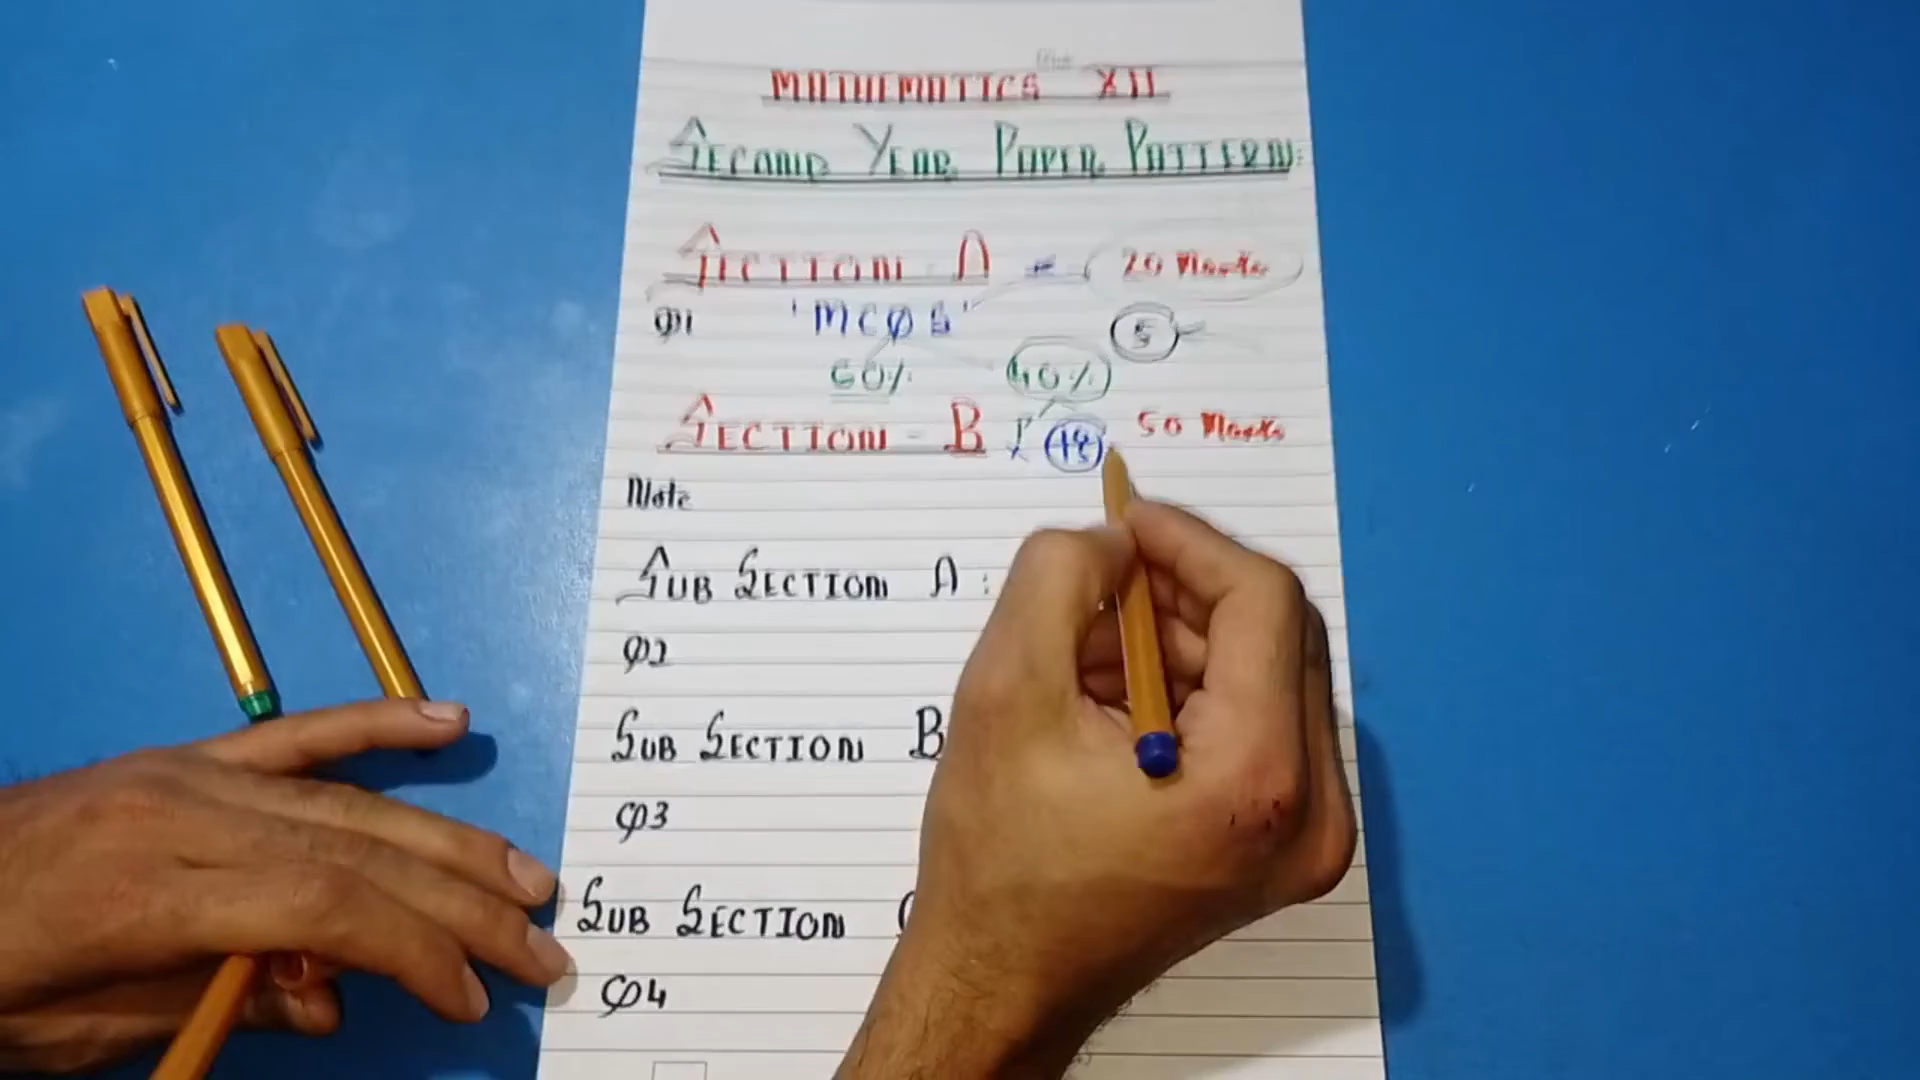 MATHEMATICS XII
SECOND YEAR PAPER PATTERN:
SECTION - A = 20 Marks
Q1 "MCQS" 5
60% 40%
SECTION - B 50 Marks
Note
SUB SECTION A:
Q2
SUB SECTION B
Q3
SUB SECTION
Q4